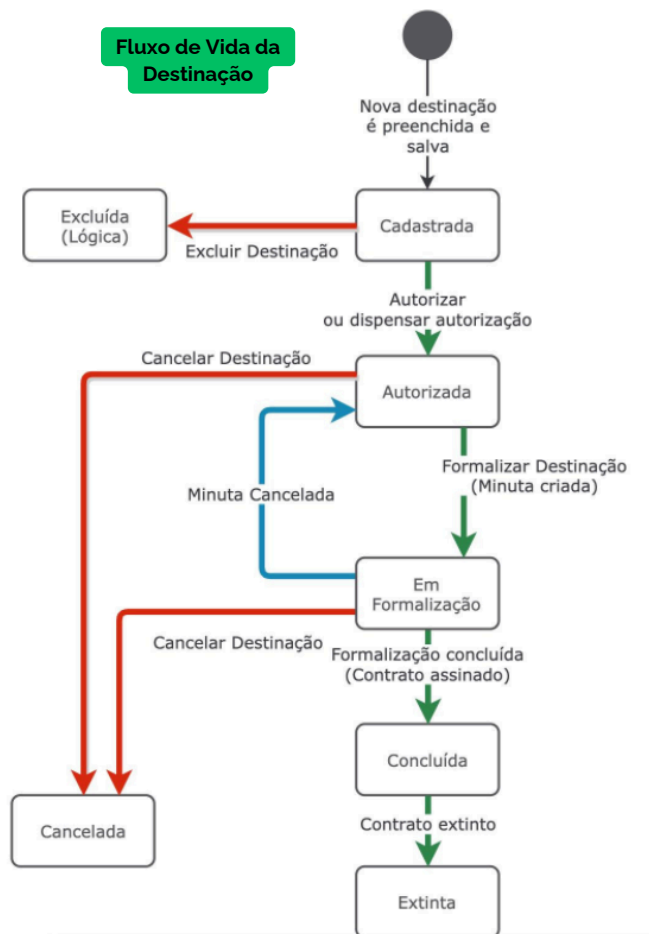 Fluxo de Vida da
Destinação
Nova destinação
é preenchida e
salva
Excluída
(Lógica)
Cadastrada
Excluir Destinação
Autorizar
ou dispensar autorização
Cancelar Destinação
Autorizada
Formalizar Destinação
(Minuta criada)
Minuta Cancelada
Em
Formalização
Cancelar Destinação
Formalização concluída
(Contrato assinado)
Concluída
Cancelada
Contrato extinto
Extinta